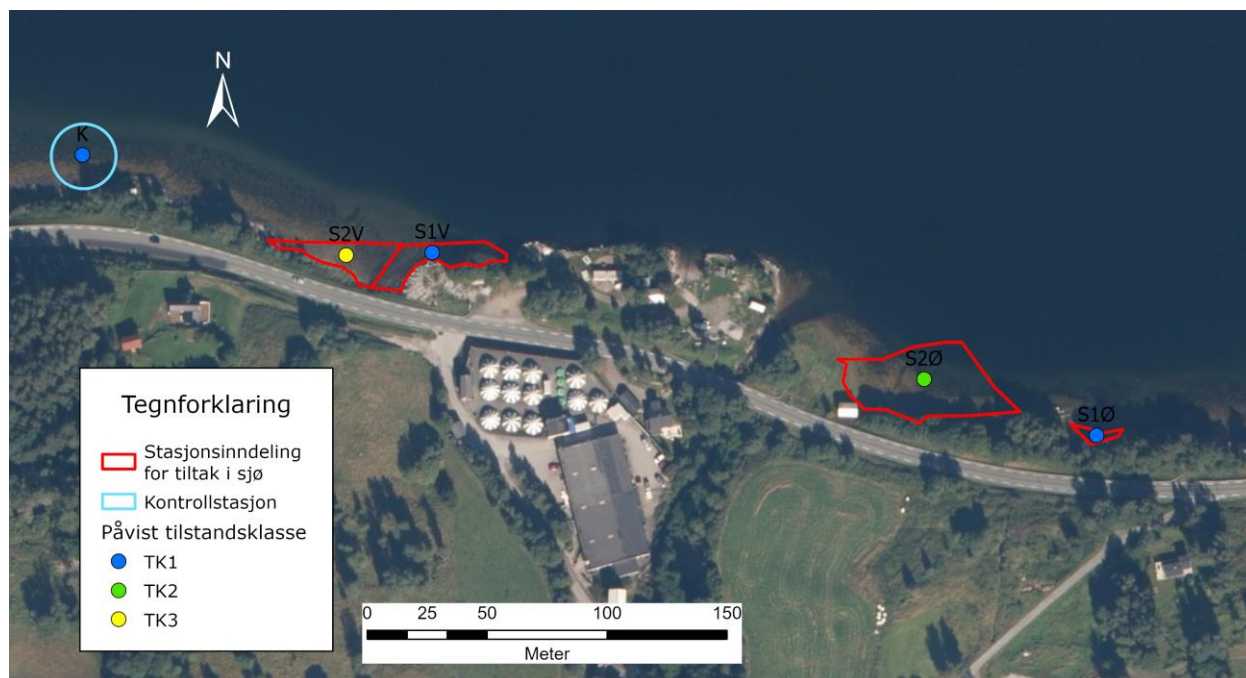 N
K
S2V
S1V
S2Ø
S1Ø
Tegnforklaring
Stasjonsinndeling
for tiltak i sjø
Kontrollstasjon
Påvist tilstandsklasse
TK1
TK2
TK3
0 25 50 100 150
Meter